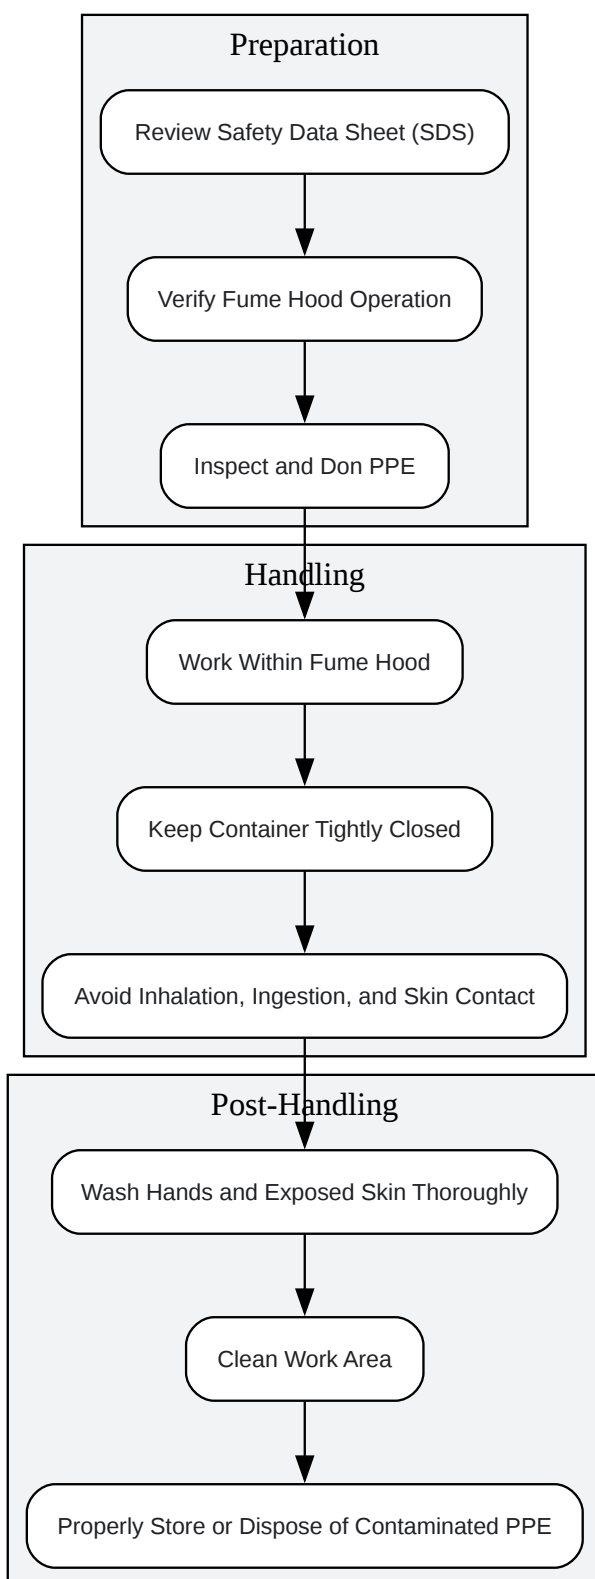 Preparation
Review Safety Data Sheet (SDS)
Verify Fume Hood Operation
Inspect and Don PPE
Handling
Work Within Fume Hood
Keep Container Tightly Closed
Avoid Inhalation, Ingestion, and Skin Contact
Post-Handling
Wash Hands and Exposed Skin Thoroughly
Clean Work Area
Properly Store or Dispose of Contaminated PPE